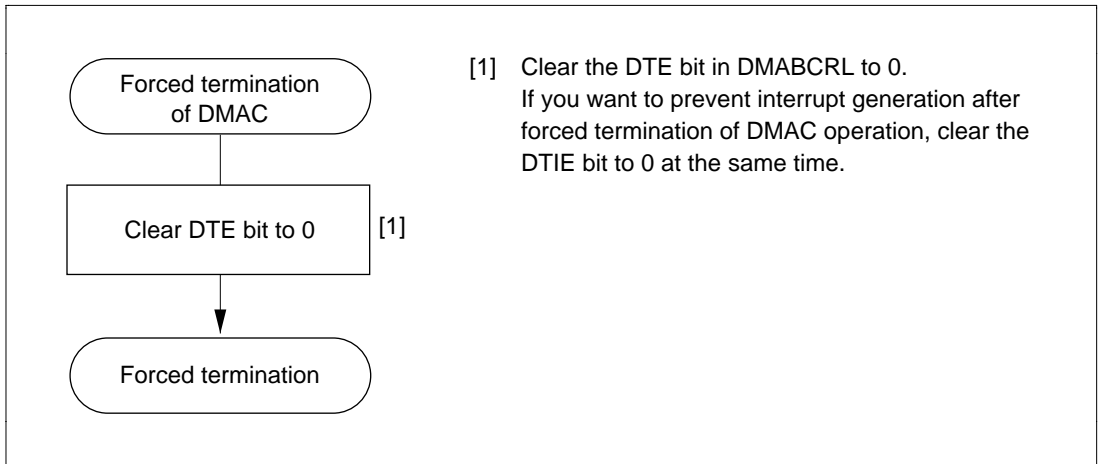 Forced termination
of DMAC
Clear DTE bit to 0
[1]
Forced termination
[1] Clear the DTE bit in DMABCRL to 0.
If you want to prevent interrupt generation after
forced termination of DMAC operation, clear the
DTIE bit to 0 at the same time.